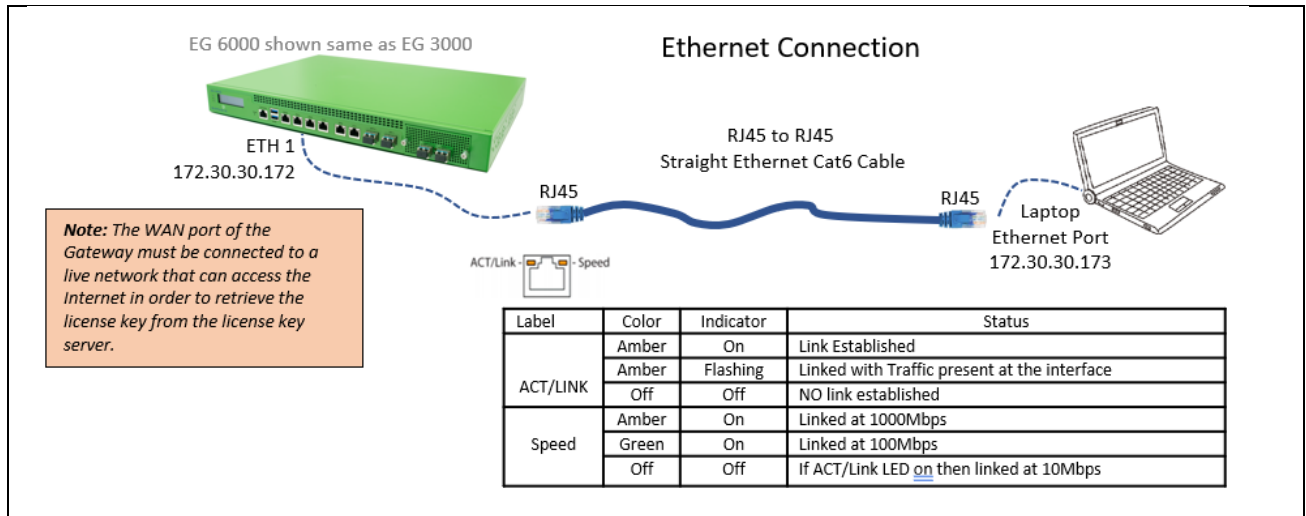 EG 6000 shown same as EG 3000
Ethernet Connection
ETH 1
172.30.30.172
RJ45 to RJ45
Straight Ethernet Cat6 Cable
RJ45
RJ45
Laptop
Ethernet Port
172.30.30.173
Note: The WAN port of the
Gateway must be connected to a
live network that can access the
Internet in order to retrieve the
license key from the license key
server.
ACT/Link - - Speed
Label Color Indicator Status
ACT/LINK Amber On Link Established
Amber Flashing Linked with Traffic present at the interface
Off Off NO link established
Speed Amber On Linked at 1000Mbps
Green On Linked at 100Mbps
Off Off If ACT/Link LED on then linked at 10Mbps